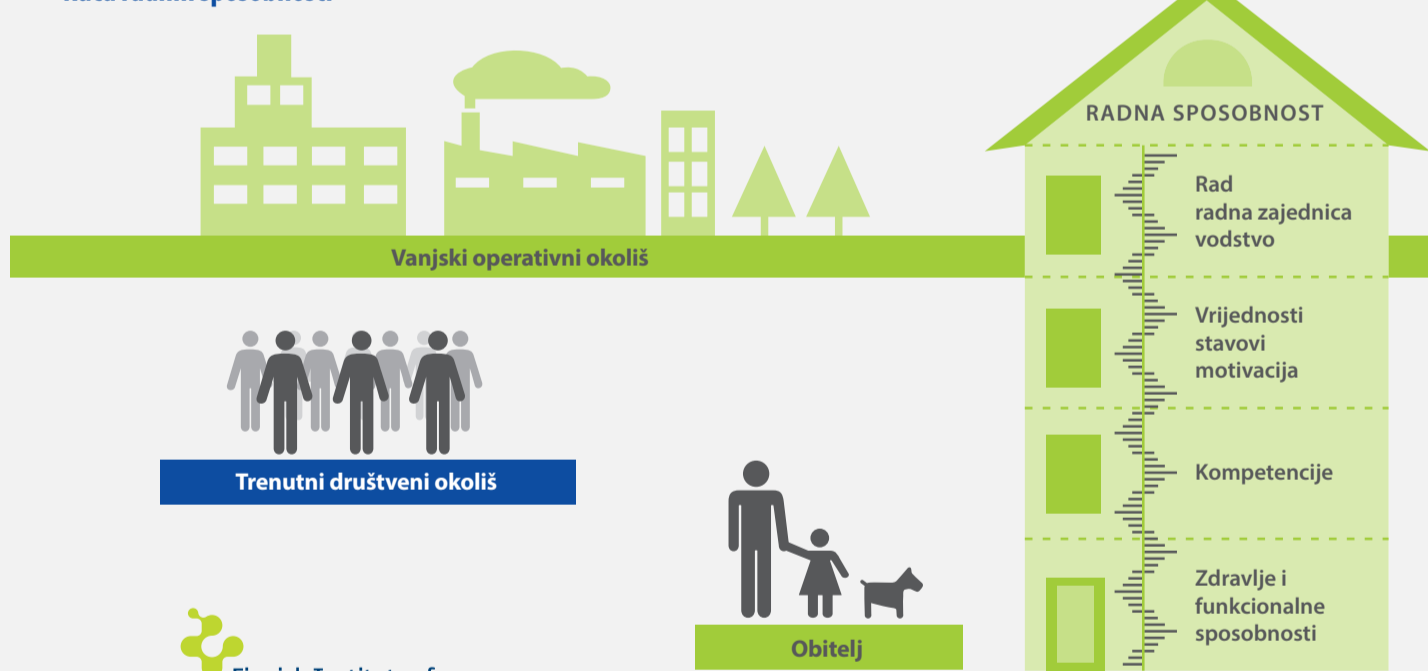 RADNA SPOSOBNOST
Rad
radna zajednica
vodstvo
Vanjski operativni okoliš
Vrijednosti
stavovi
motivacija
Trenutni društveni okoliš
Kompetencije
Zdravlje i
funkcionalne
sposobnosti
Obitelj